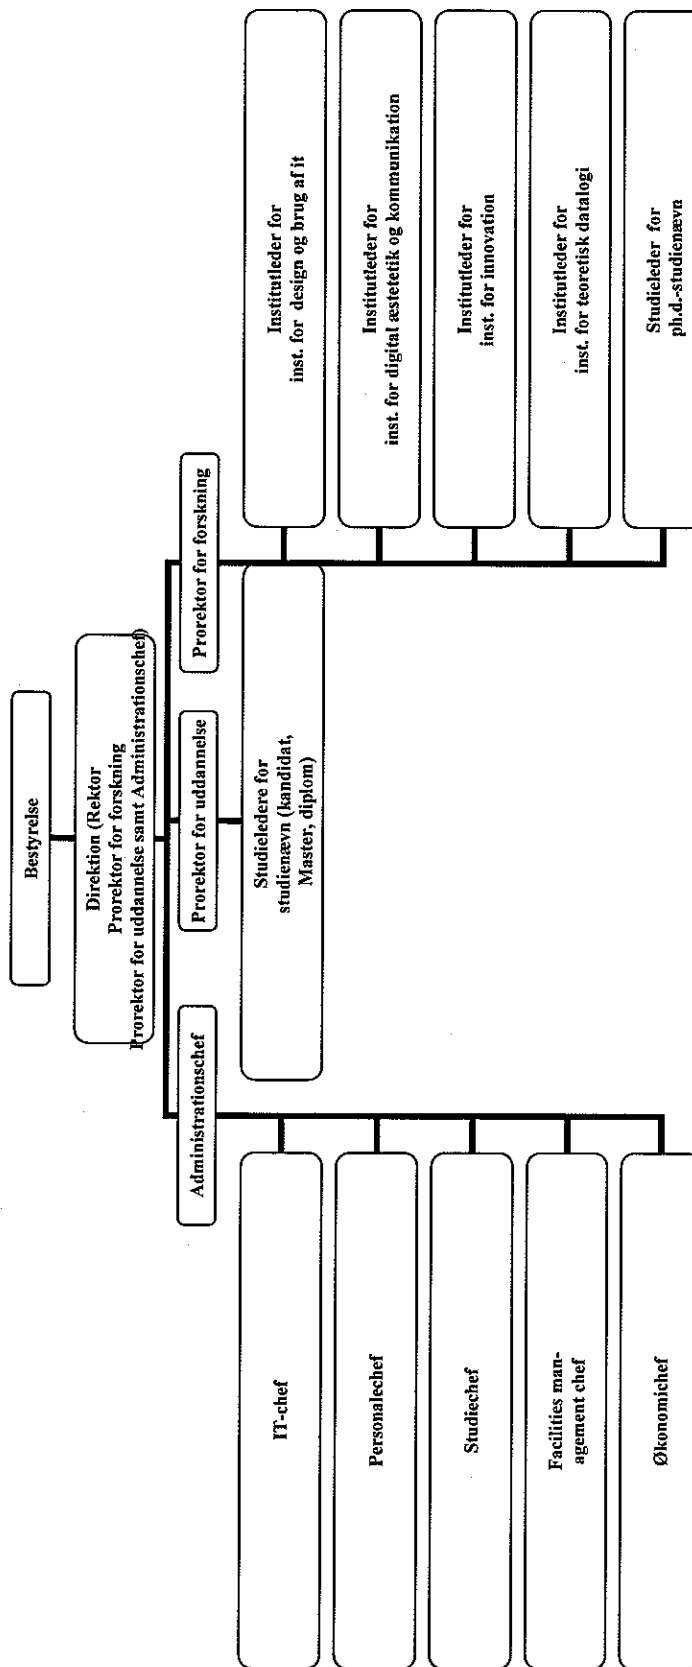 Bestyrelse
Direktion (Rektor
Prorektor for forskning
Prorektor for uddannelse samt Administrationschef)
Administrationschef
Prorektor for uddannelse
Prorektor for forskning
IT-chef
Personalechef
Studiechef
Facilities man-
agement chef
Økonomichef
Studieledere for
studienævn (kandidat,
Master, diplom)
Institutleder for
inst. for design og brug af it
Institutleder for
inst. for digital æstetetik og kommunikation
Institutleder for
inst. for innovation
Institutleder for
inst. for teoretisk datalogi
Studieleder for
ph.d.-studienævn